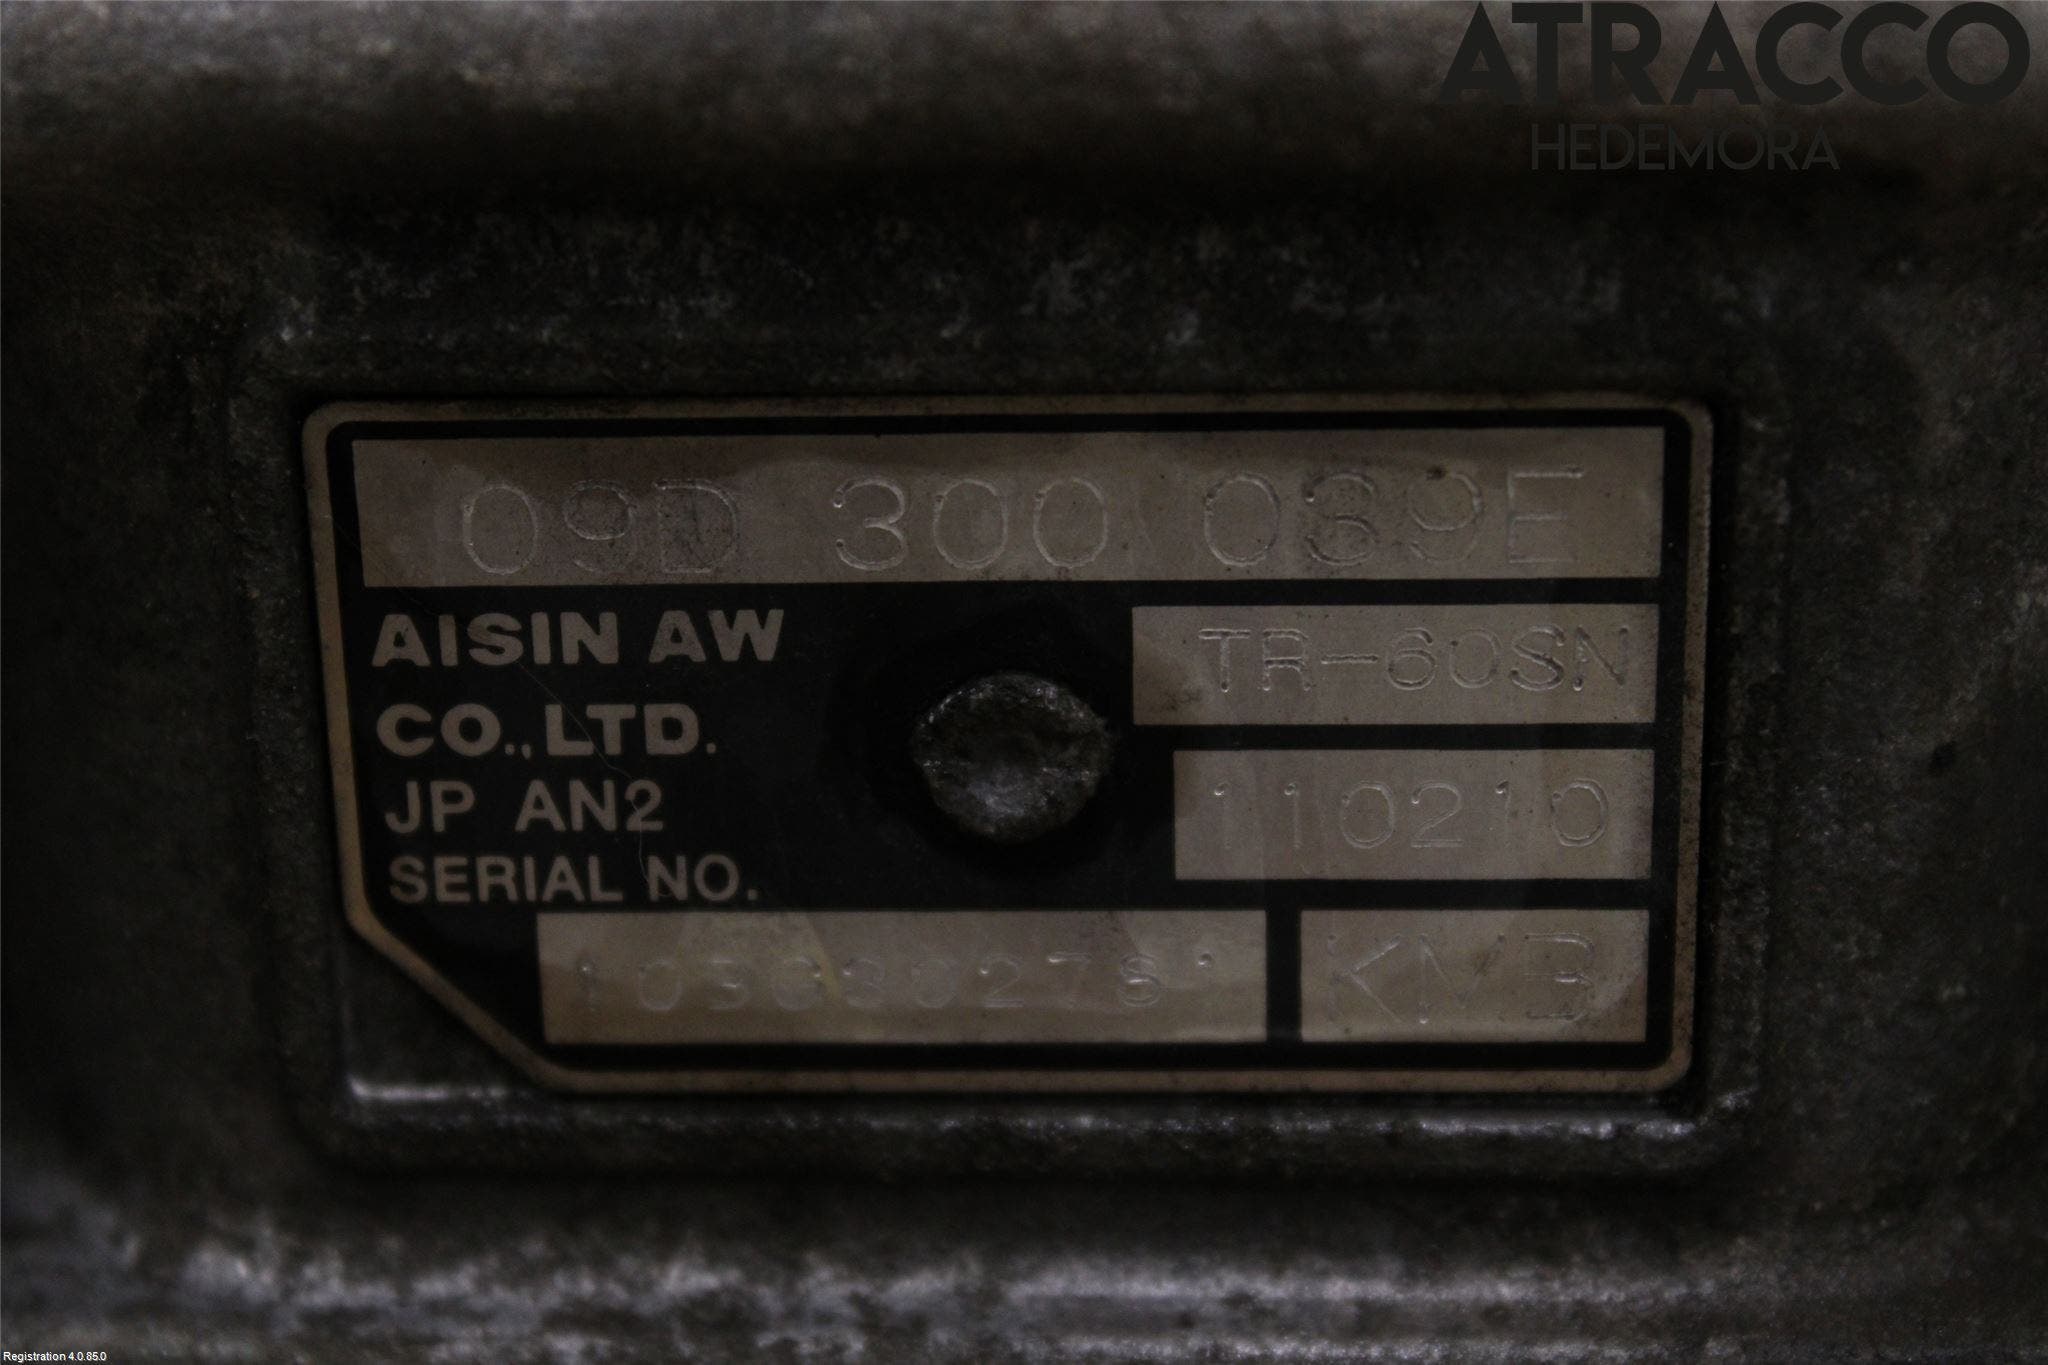 ATRACCO
HEDEMORA
09D 300 039E
AISIN AW
CO.,LTD.
TR-60SN
JP AN2
110210
SERIAL NO.
KMB
Registration 4.0.85.0